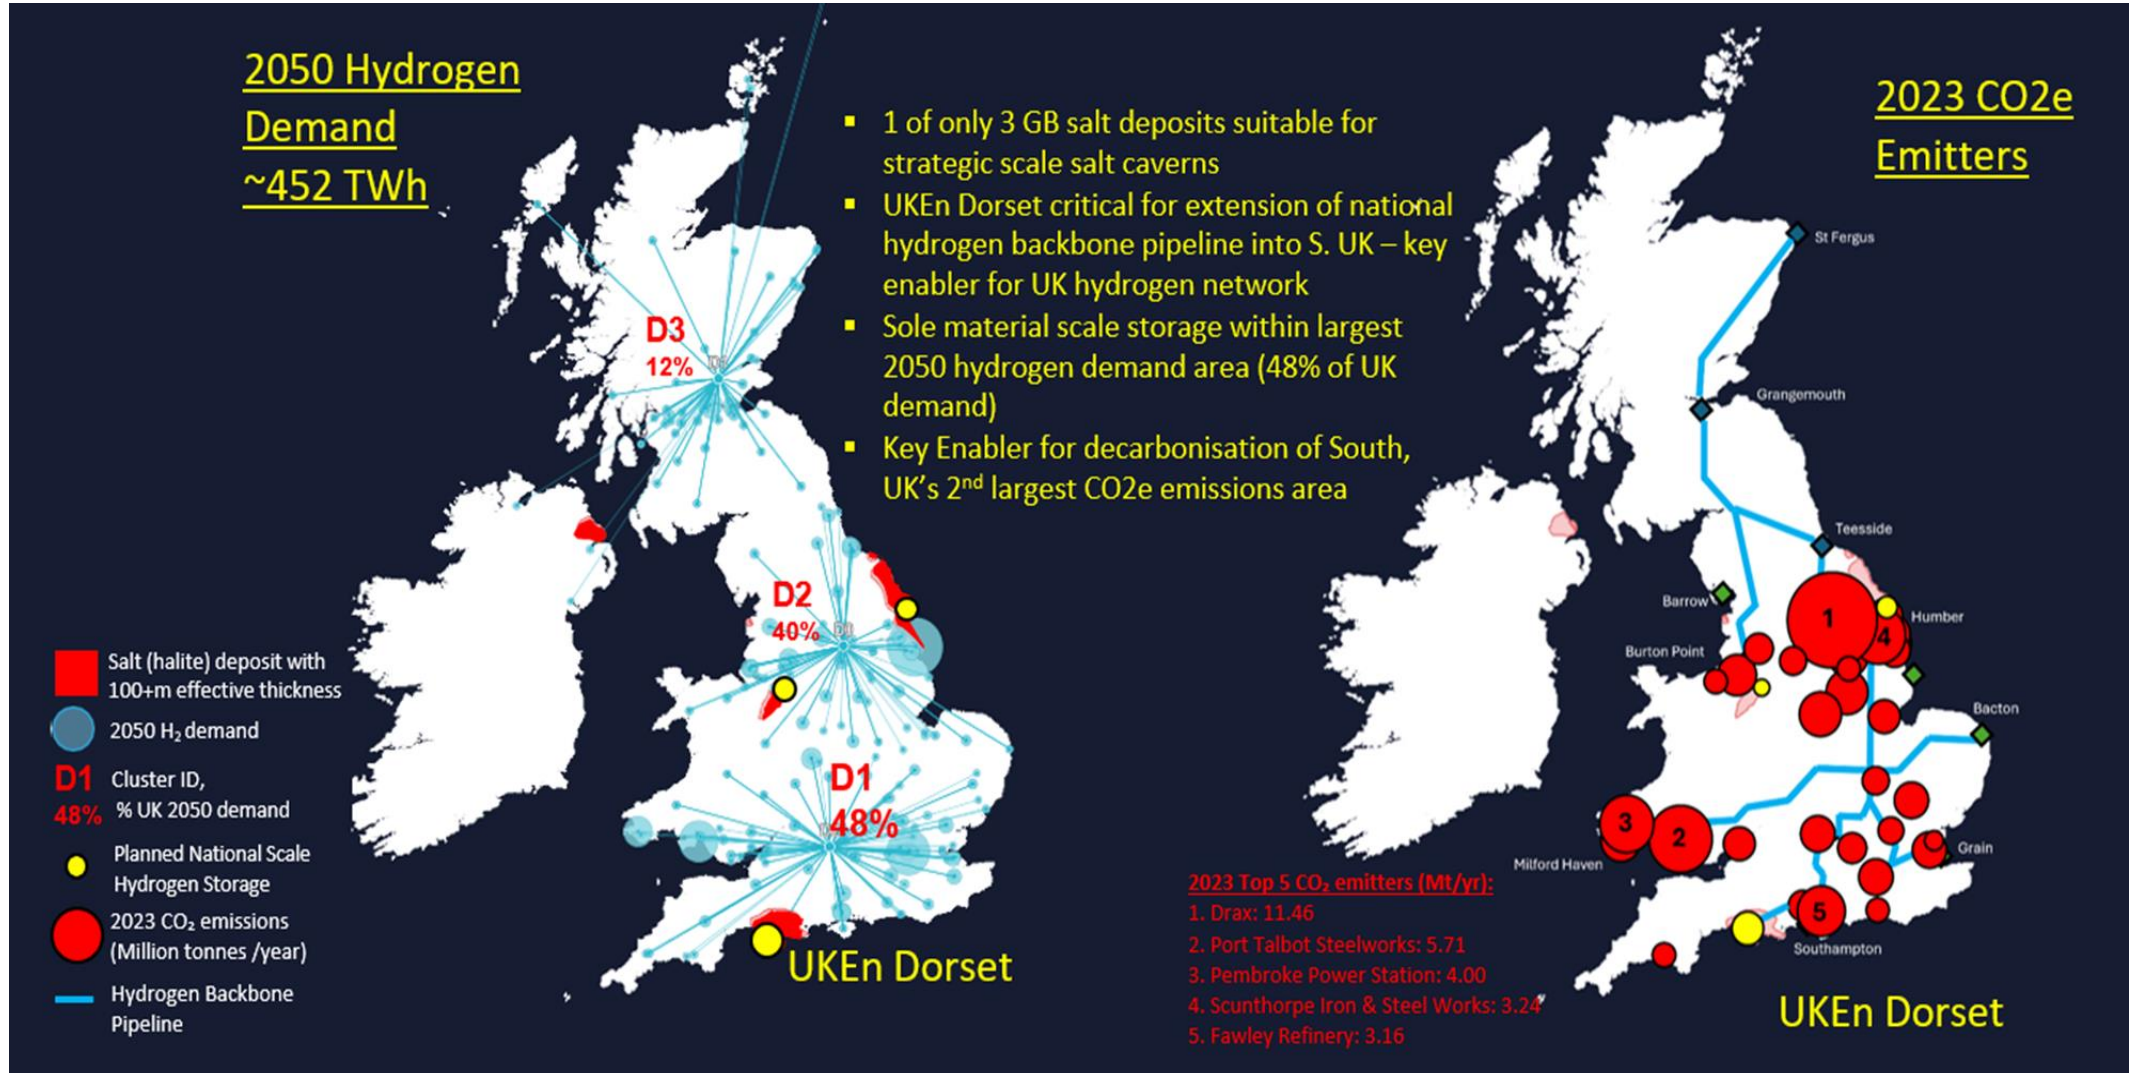 2050 Hydrogen
Demand
~452 TWh
▪ 1 of only 3 GB salt deposits suitable for
strategic scale salt caverns
▪ UKEn Dorset critical for extension of national
hydrogen backbone pipeline into S. UK – key
enabler for UK hydrogen network
▪ Sole material scale storage within largest
2050 hydrogen demand area (48% of UK
demand)
▪ Key Enabler for decarbonisation of South,
UK's 2nd largest CO2e emissions area
2023 CO2e
Emitters
D3
12%
D2
40%
D1
48%
UKEn Dorset
Salt (halite) deposit with
100+m effective thickness
2050 H₂ demand
D1 Cluster ID,
48% % UK 2050 demand
Planned National Scale
Hydrogen Storage
2023 CO₂ emissions
(Million tonnes /year)
Hydrogen Backbone
Pipeline
St Fergus
Grangemouth
Teesside
Barrow
Humber
Burton Point
Bacton
Milford Haven
Grain
Southampton
1
4
3
2
5
2023 Top 5 CO₂ emitters (Mt/yr):
1. Drax: 11.46
2. Port Talbot Steelworks: 5.71
3. Pembroke Power Station: 4.00
4. Scunthorpe Iron & Steel Works: 3.24
5. Fawley Refinery: 3.16
UKEn Dorset